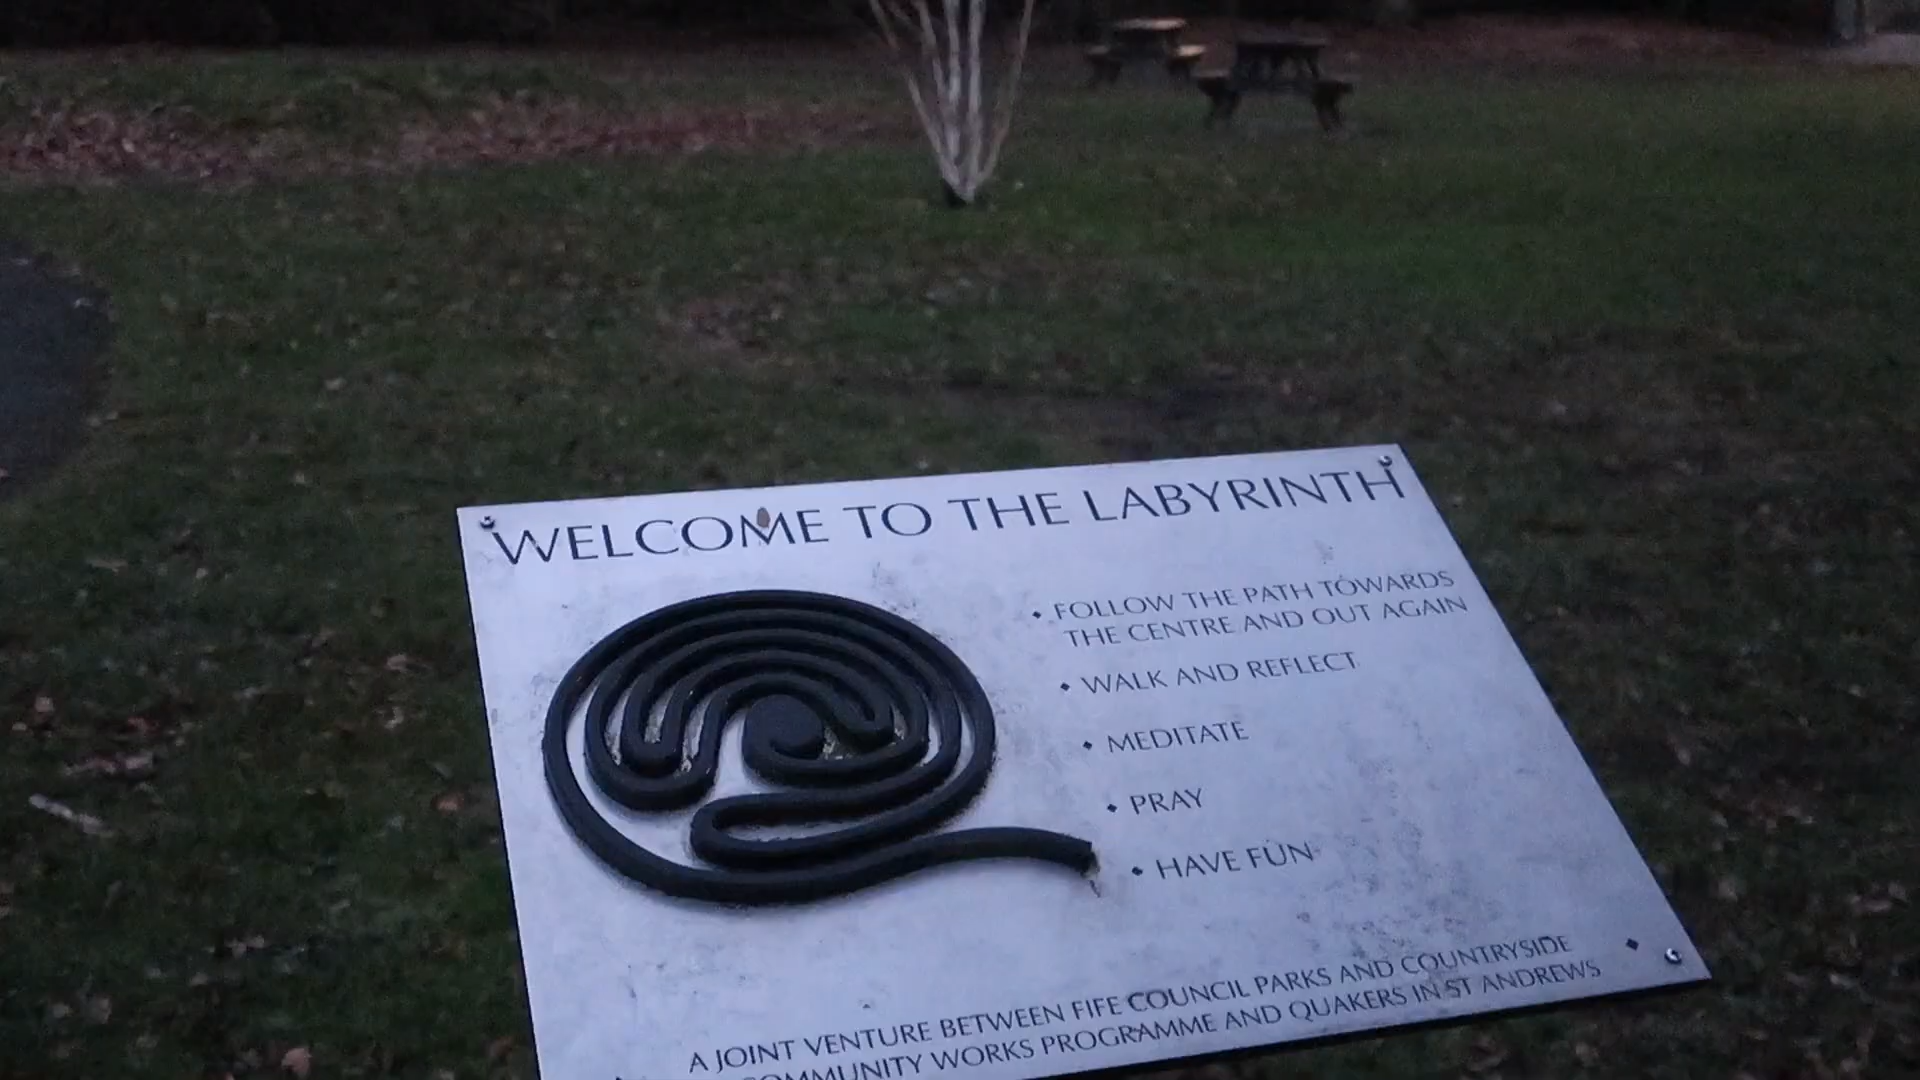 WELCOME TO THE LABYRINTH
• FOLLOW THE PATH TOWARDS
THE CENTRE AND OUT AGAIN
• WALK AND REFLECT
• MEDITATE
• PRAY
• HAVE FUN
A JOINT VENTURE BETWEEN FIFE COUNCIL PARKS AND COUNTRYSIDE
COMMUNITY WORKS PROGRAMME AND QUAKERS IN ST ANDREWS